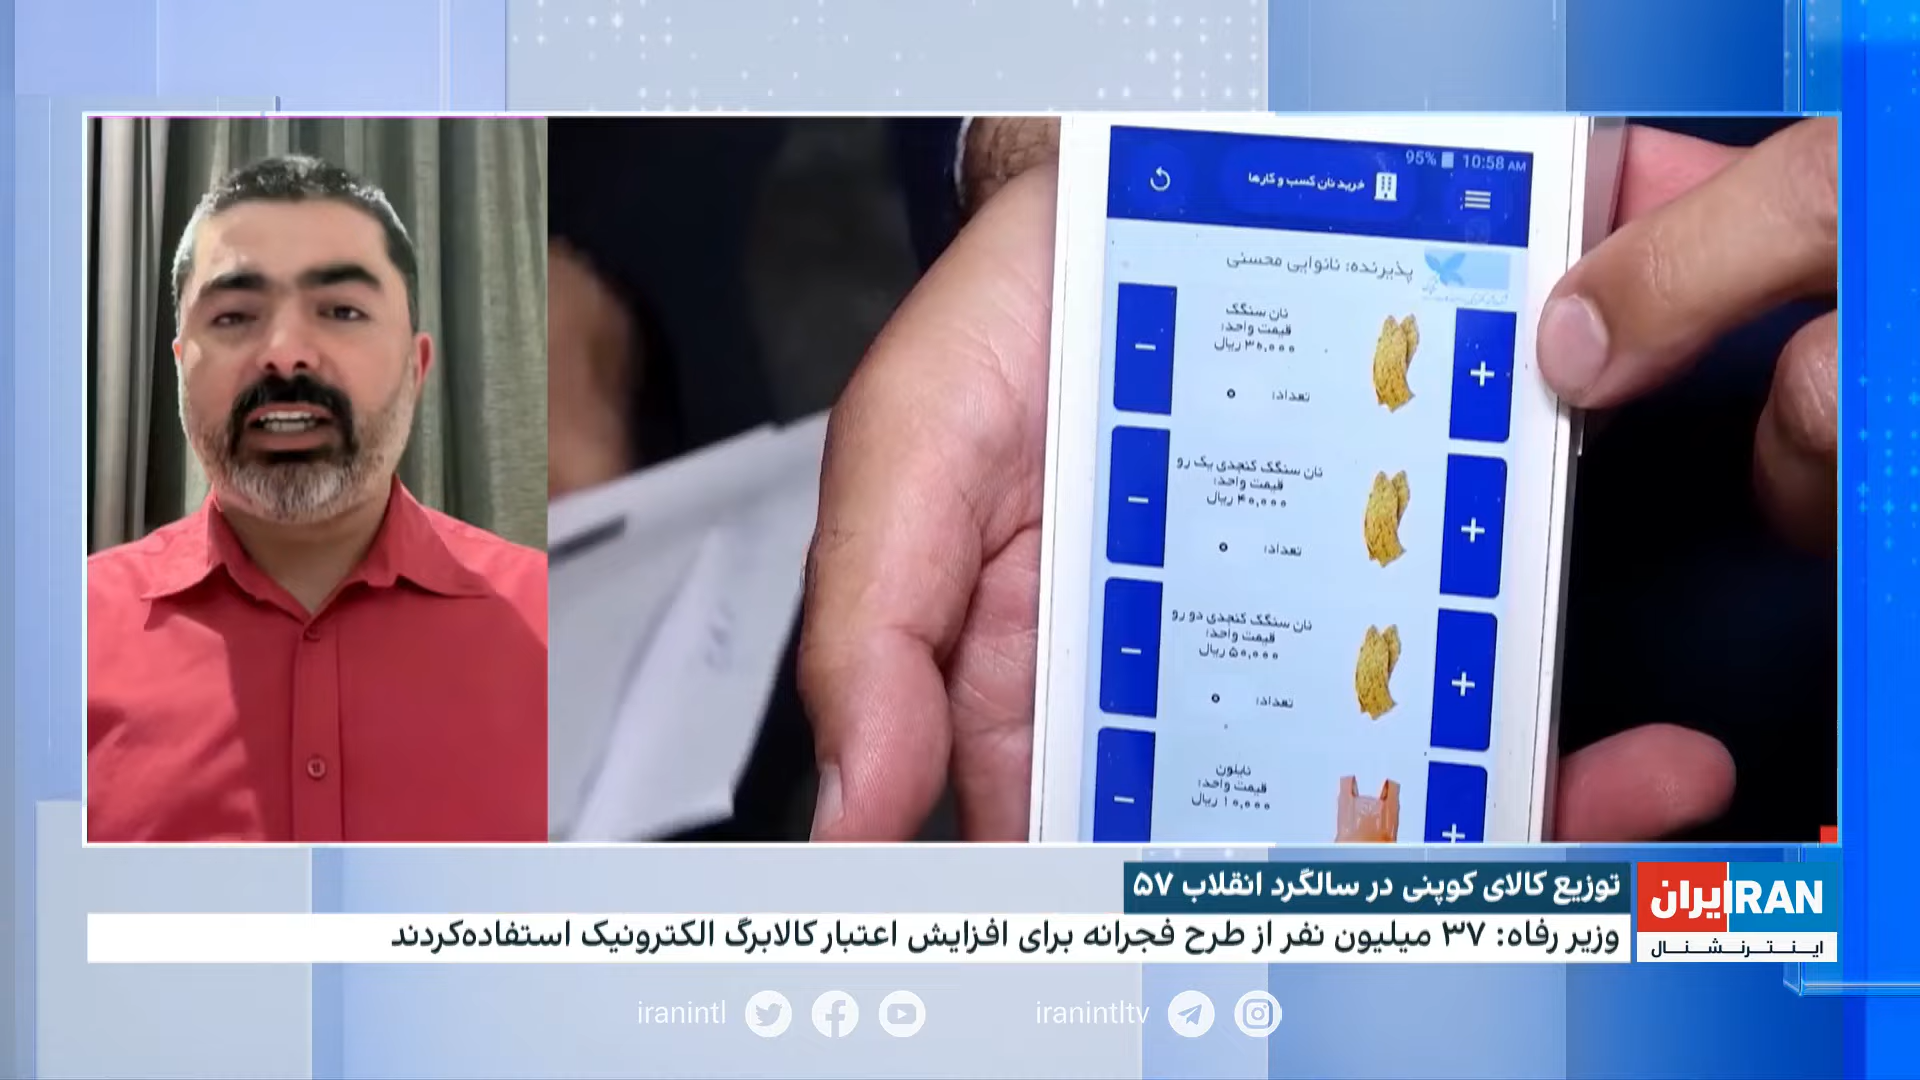 95% 10:58 AM
خرید نان کسب و کارها
پذیرنده: نانوایی محسنی
نان سنگک
قیمت واحد:
۳۰,۰۰۰ ریال
تعداد: ۰
نان سنگک کنجدی یک رو
قیمت واحد:
۴۰,۰۰۰ ریال
تعداد: ۰
نان سنگک کنجدی دو رو
قیمت واحد:
۵۰,۰۰۰ ریال
تعداد: ۰
نایلون
قیمت واحد:
۱۰,۰۰۰ ریال
توزیع کالای کوپنی در سالگرد انقلاب ۵۷
وزیر رفاه: ۳۷ میلیون نفر از طرح فجرانه برای افزایش اعتبار کالابرگ الکترونیک استفاده‌کردند
ایران IRAN
اینترنشنال
iranintl
iranintltv